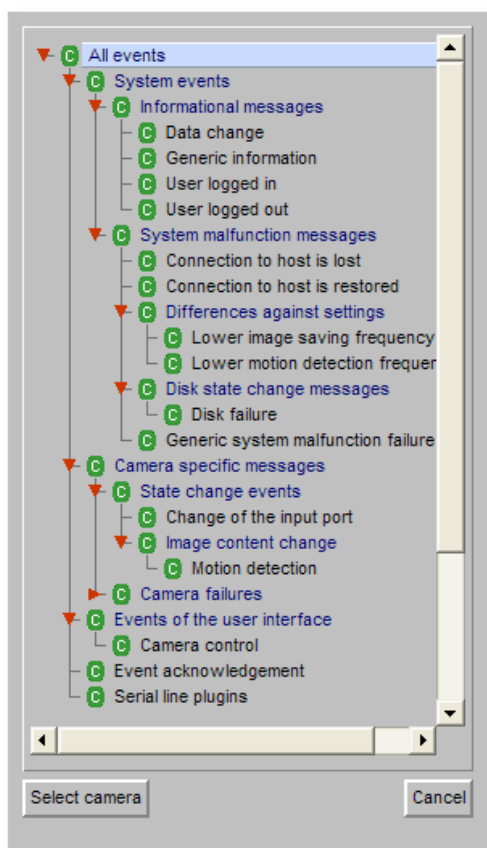 C All events
C System events
C Informational messages
C Data change
C Generic information
C User logged in
C User logged out
C System malfunction messages
C Connection to host is lost
C Connection to host is restored
C Differences against settings
C Lower image saving frequency
C Lower motion detection frequer
C Disk state change messages
C Disk failure
C Generic system malfunction failure
C Camera specific messages
C State change events
C Change of the input port
C Image content change
C Motion detection
C Camera failures
C Events of the user interface
C Camera control
C Event acknowledgement
C Serial line plugins
Select camera Cancel